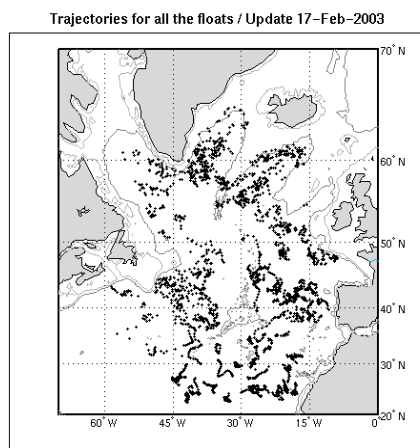 Trajectories for all the floats / Update 17-Feb-2003
70° N
60° N
50° N
40° N
30° N
20° N
60° W
45° W
30° W
15° W
0°